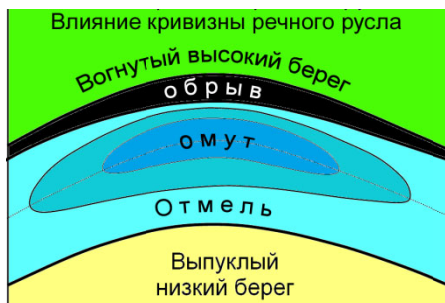 Влияние кривизны речного русла
Вогнутый высокий берег
обрыв
омут
Отмель
Выпуклый
низкий берег